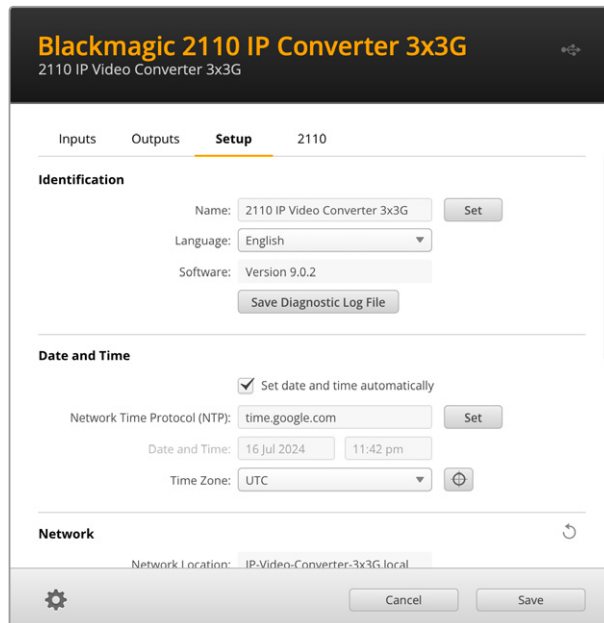 Blackmagic 2110 IP Converter 3x3G
2110 IP Video Converter 3x3G
Inputs Outputs Setup 2110
Identification
Name: 2110 IP Video Converter 3x3G Set
Language: English
Software: Version 9.0.2
Save Diagnostic Log File
Date and Time
Set date and time automatically
Network Time Protocol (NTP): time.google.com Set
Date and Time: 16 Jul 2024 11:42 pm
Time Zone: UTC
Network
Network Location: IP-Video-Converter-3x3G.local
Cancel Save